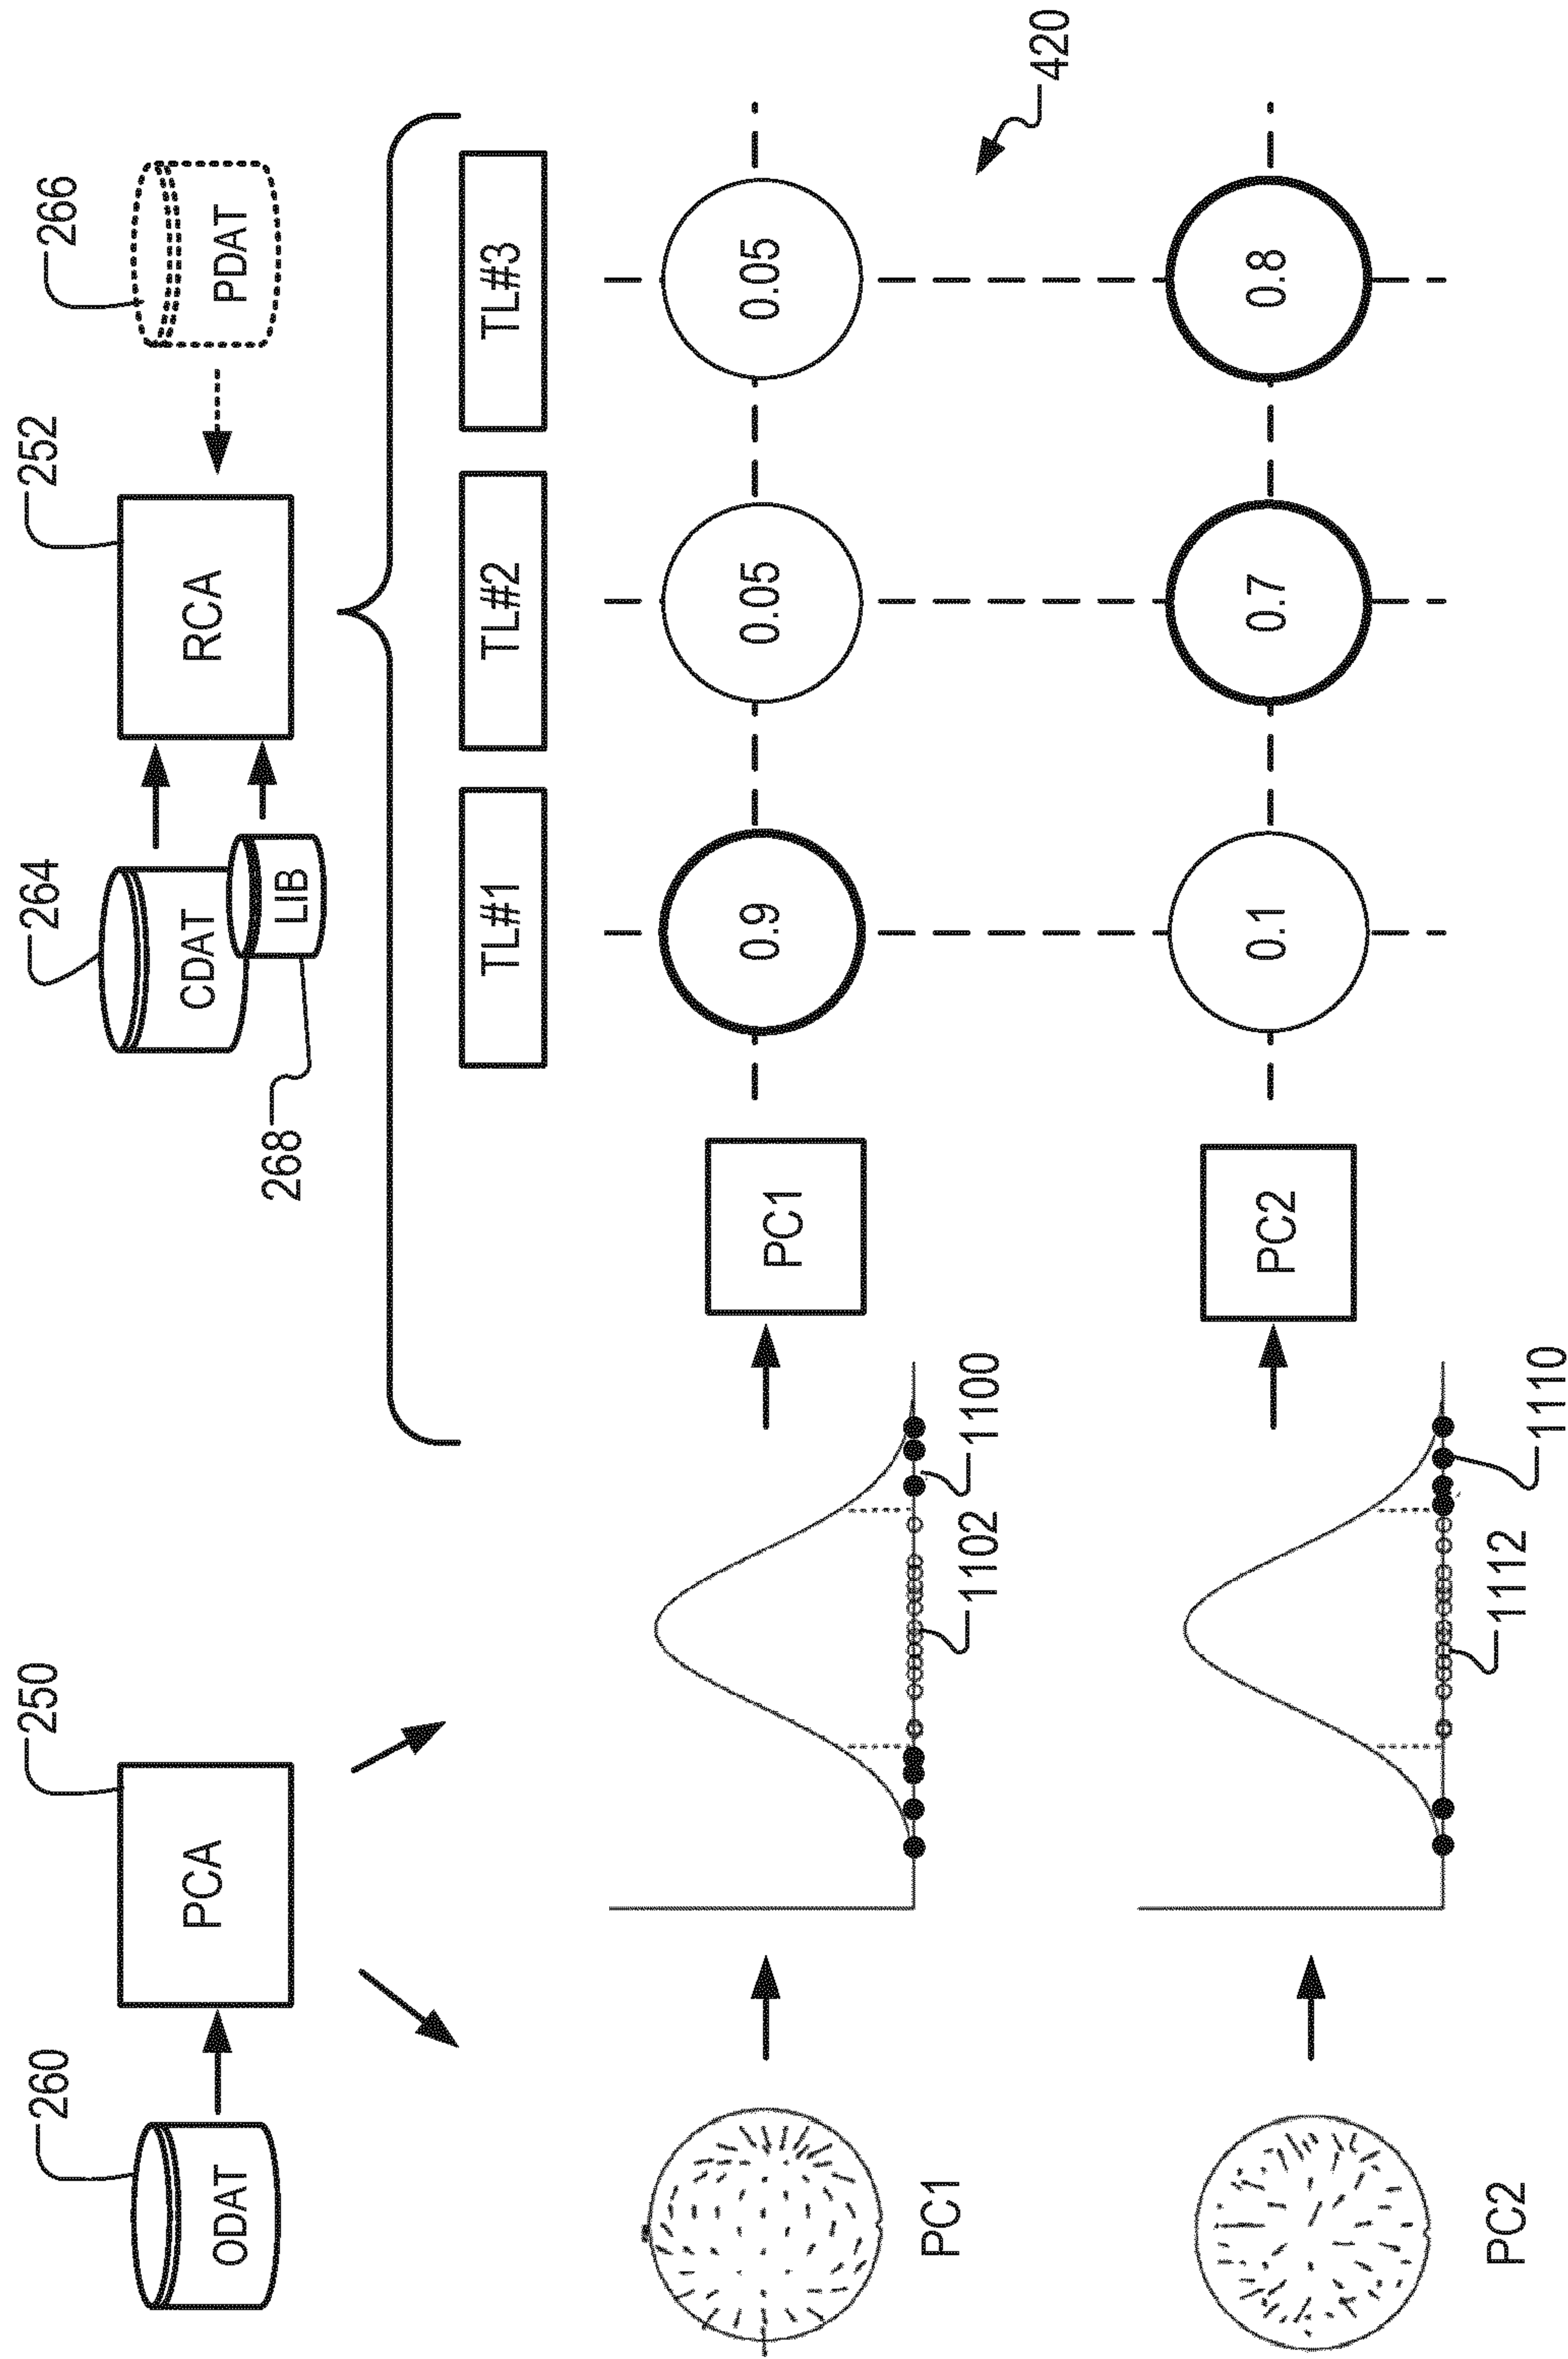 260
250
264
252
266
ODAT
PCA
CDAT
RCA
PDAT
LIB
268
TL#1
TL#2
TL#3
PC1
0.9
0.05
0.05
PC1
1102
1100
420
PC2
0.1
0.7
0.8
PC2
1112
1110